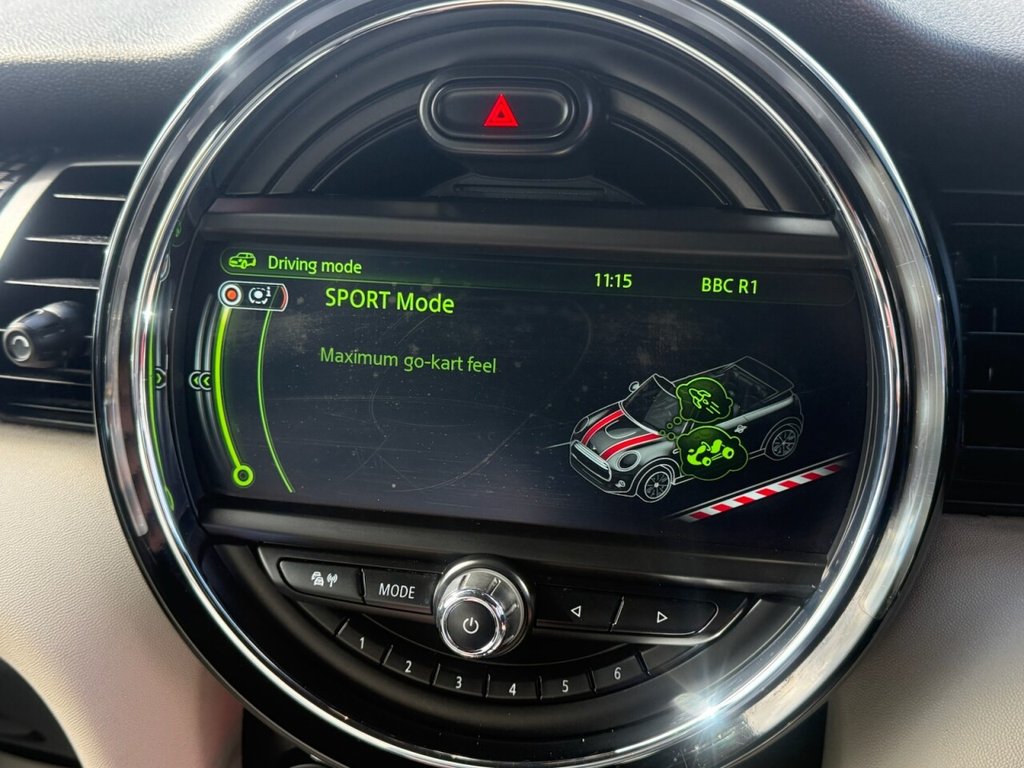 Driving mode
11:15
BBC R1
SPORT Mode
Maximum go-kart feel
MODE
1
2
3
4
5
6